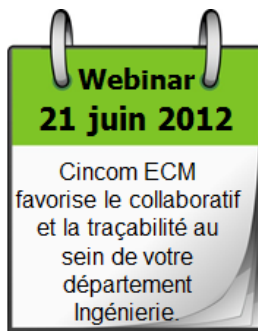 Webinar
21 juin 2012
Cincom ECM
favorise le collaboratif
et la traçabilité au
sein de votre
département
Ingénierie.